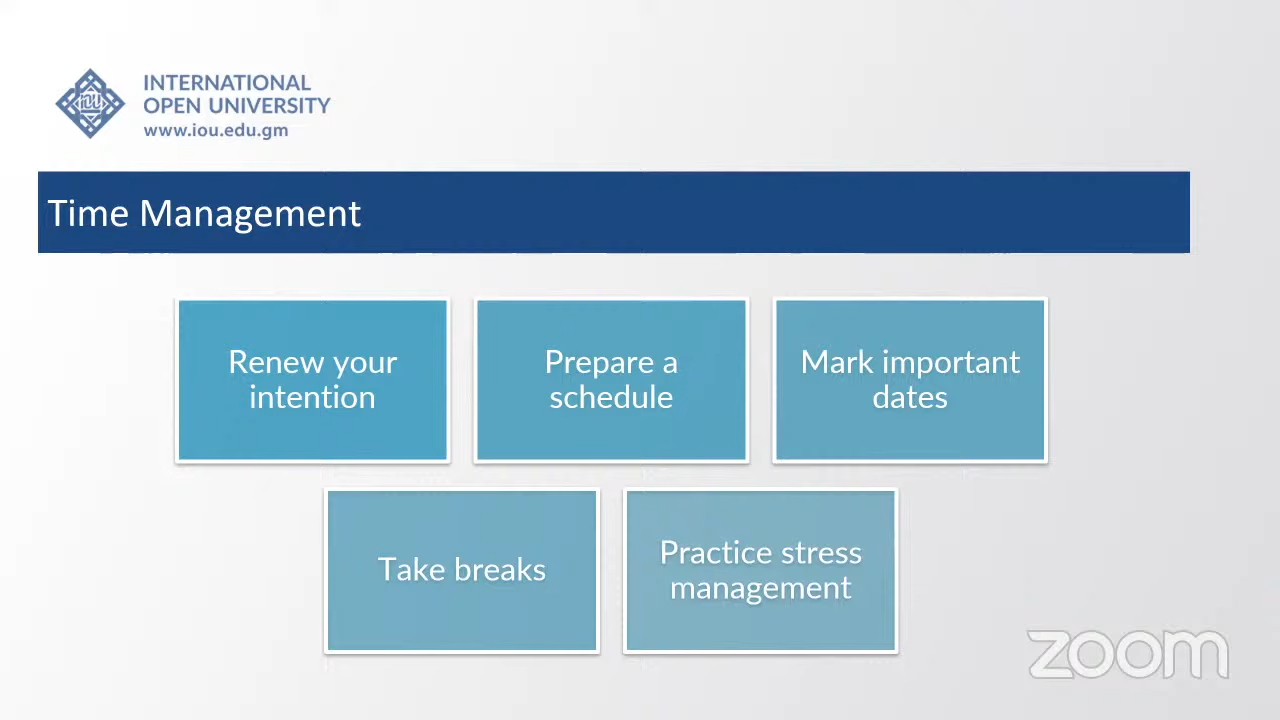 INTERNATIONAL
OPEN UNIVERSITY
www.iou.edu.gm
Time Management
Renew your
intention
Prepare a
schedule
Mark important
dates
Take breaks
Practice stress
management
zoom